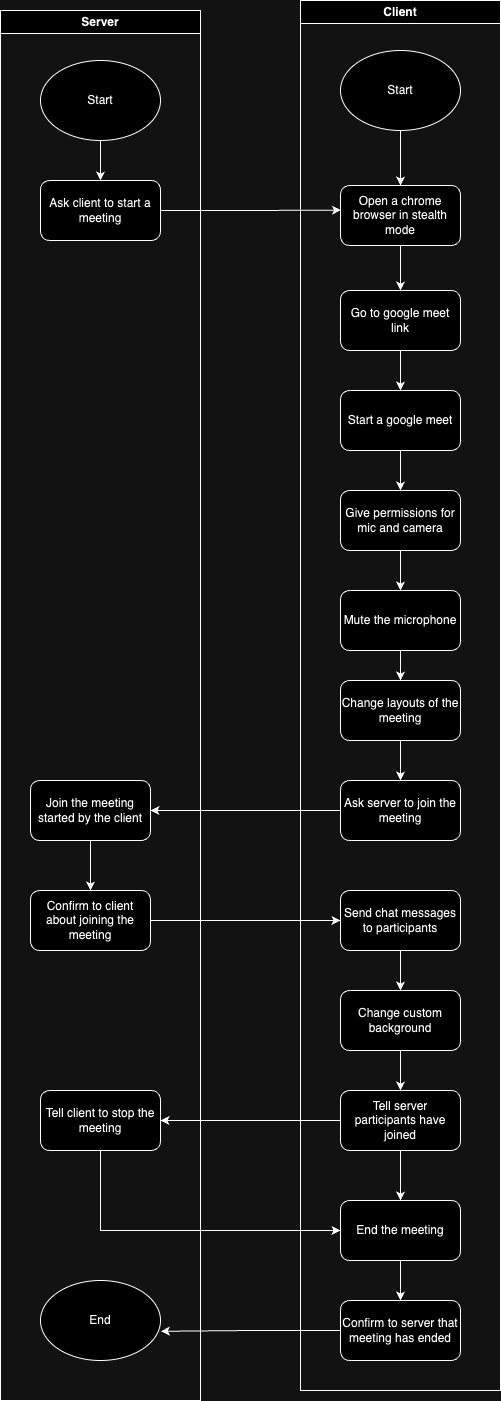 Server
Client
Start
Start
Ask client to start a
meeting
Open a chrome
browser in stealth
mode
Go to google meet
link
Start a google meet
Give permissions for
mic and camera
Mute the microphone
Change layouts of the
meeting
Join the meeting
started by the client
Ask server to join the
meeting
Confirm to client
about joining the
meeting
Send chat messages
to participants
Change custom
background
Tell client to stop the
meeting
Tell server
participants have
joined
End the meeting
End
Confirm to server that
meeting has ended